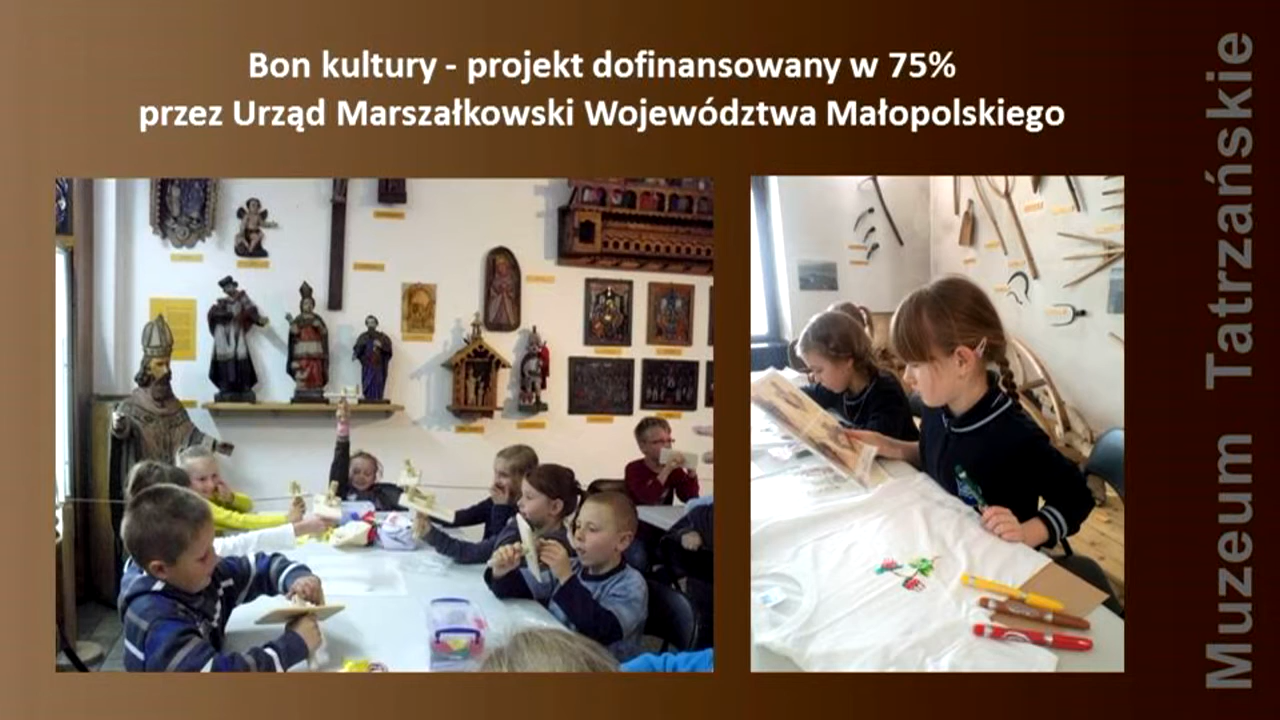 Bon kultury - projekt dofinansowany w 75%
przez Urząd Marszałkowski Województwa Małopolskiego
Muzeum Tatrzańskie